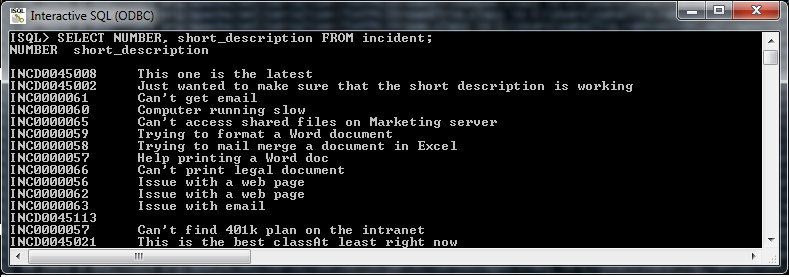 Interactive SQL (ODBC)
ISQL> SELECT NUMBER, short_description FROM incident;
NUMBER  short_description
INCD0045008     This one is the latest
INCD0045002     Just wanted to make sure that the short description is working
INC0000061      Can't get email
INC0000060      Computer running slow
INC0000065      Can't access shared files on Marketing server
INC0000059      Trying to format a Word document
INC0000058      Trying to mail merge a document in Excel
INC0000057      Help printing a Word doc
INC0000066      Can't print legal document
INC0000056      Issue with a web page
INC0000062      Issue with a web page
INC0000063      Issue with email
INCD0045113
INC0000057      Can't find 401k plan on the intranet
INCD0045021     This is the best classAt least right now